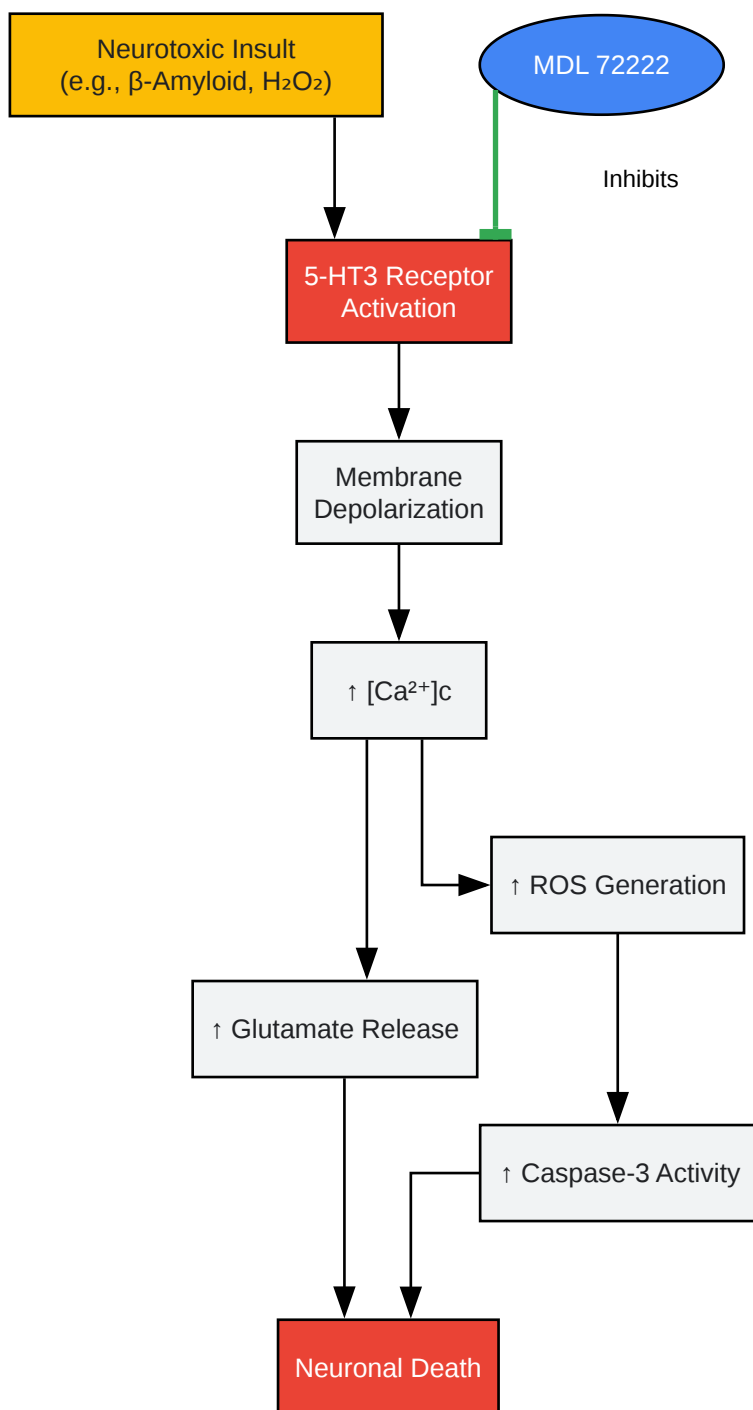 Neurotoxic Insult
(e.g., β-Amyloid, H₂O₂)
MDL 72222
Inhibits
5-HT3 Receptor
Activation
Membrane
Depolarization
↑ [Ca²⁺]c
↑ ROS Generation
↑ Glutamate Release
↑ Caspase-3 Activity
Neuronal Death